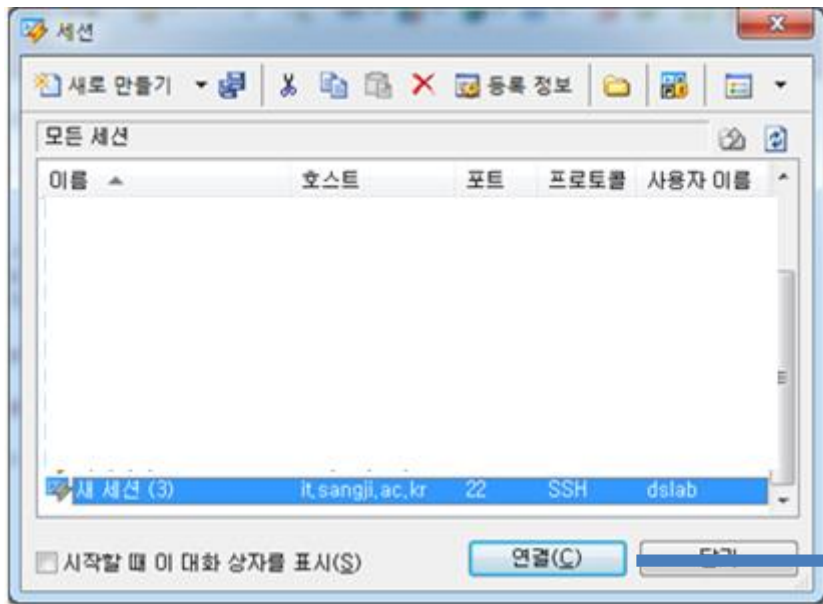 세션
새로 만들기 등록 정보
모든 세션
이름 호스트 포트 프로토콜 사용자 이름
새 세션 (3) it.sangji.ac.kr 22 SSH dslab
시작할 때 이 대화 상자를 표시(S) 연결(C)